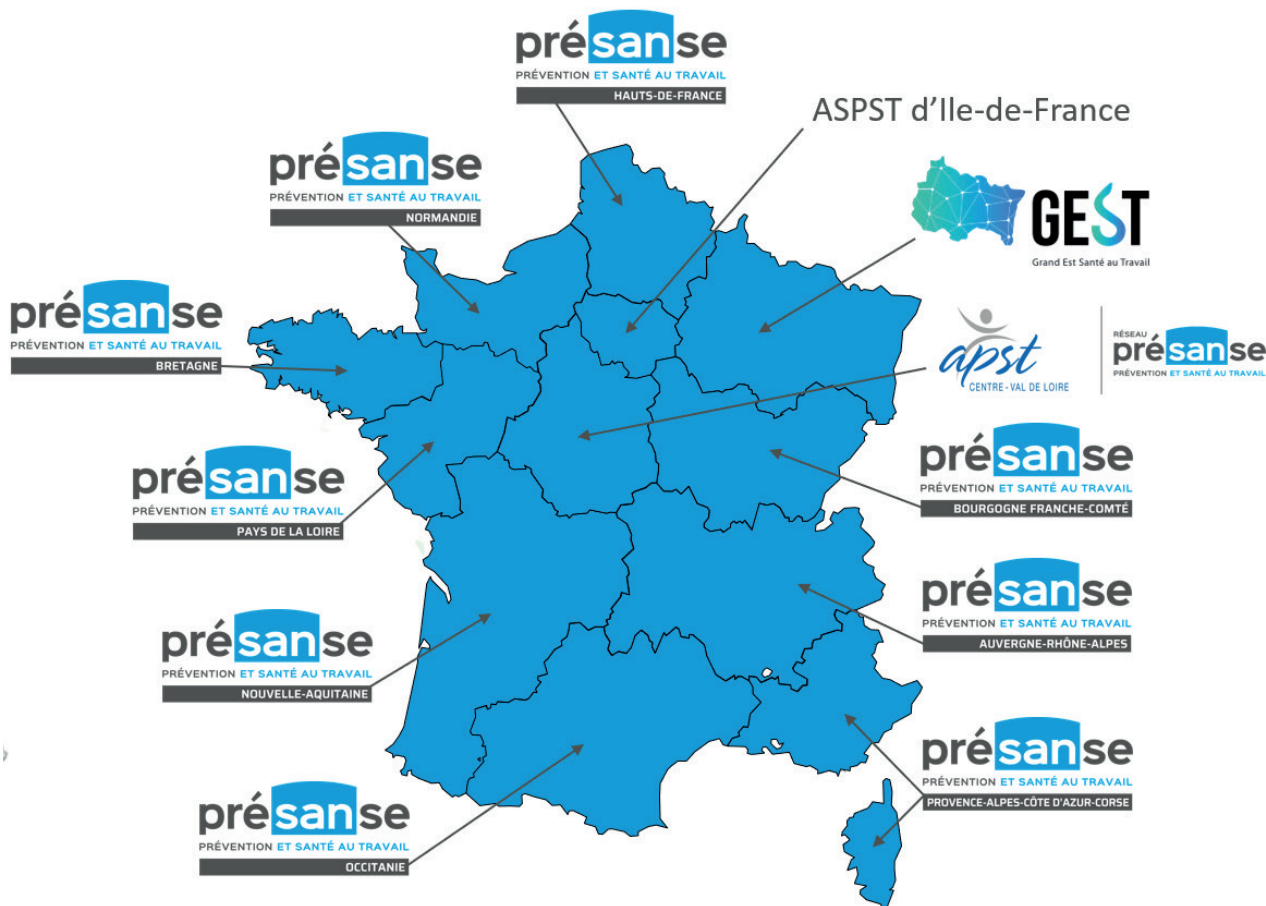 présanse
PRÉVENTION ET SANTÉ AU TRAVAIL
HAUTS-DE-FRANCE
ASPST d'Ile-de-France
présanse
PRÉVENTION ET SANTÉ AU TRAVAIL
NORMANDIE
GEST
Grand Est Santé au Travail
présanse
PRÉVENTION ET SANTÉ AU TRAVAIL
BRETAGNE
apst
CENTRE-VAL DE LOIRE
RÉSEAU
présanse
PRÉVENTION ET SANTÉ AU TRAVAIL
présanse
PRÉVENTION ET SANTÉ AU TRAVAIL
BOURGOGNE FRANCHE-COMTÉ
présanse
PRÉVENTION ET SANTÉ AU TRAVAIL
PAYS DE LA LOIRE
présanse
PRÉVENTION ET SANTÉ AU TRAVAIL
AUVERGNE-RHÔNE-ALPES
présanse
PRÉVENTION ET SANTÉ AU TRAVAIL
NOUVELLE-AQUITAINE
présanse
PRÉVENTION ET SANTÉ AU TRAVAIL
PROVENCE-ALPES-CÔTE D'AZUR-CORSE
présanse
PRÉVENTION ET SANTÉ AU TRAVAIL
OCCITANIE